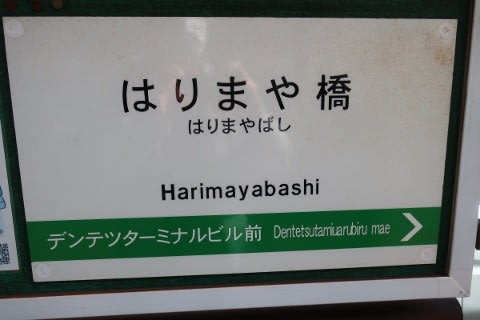 はりまや橋
はりまやばし
Harimayabashi
デンテツターミナルビル前 Dentetsutamiuarubiru mae